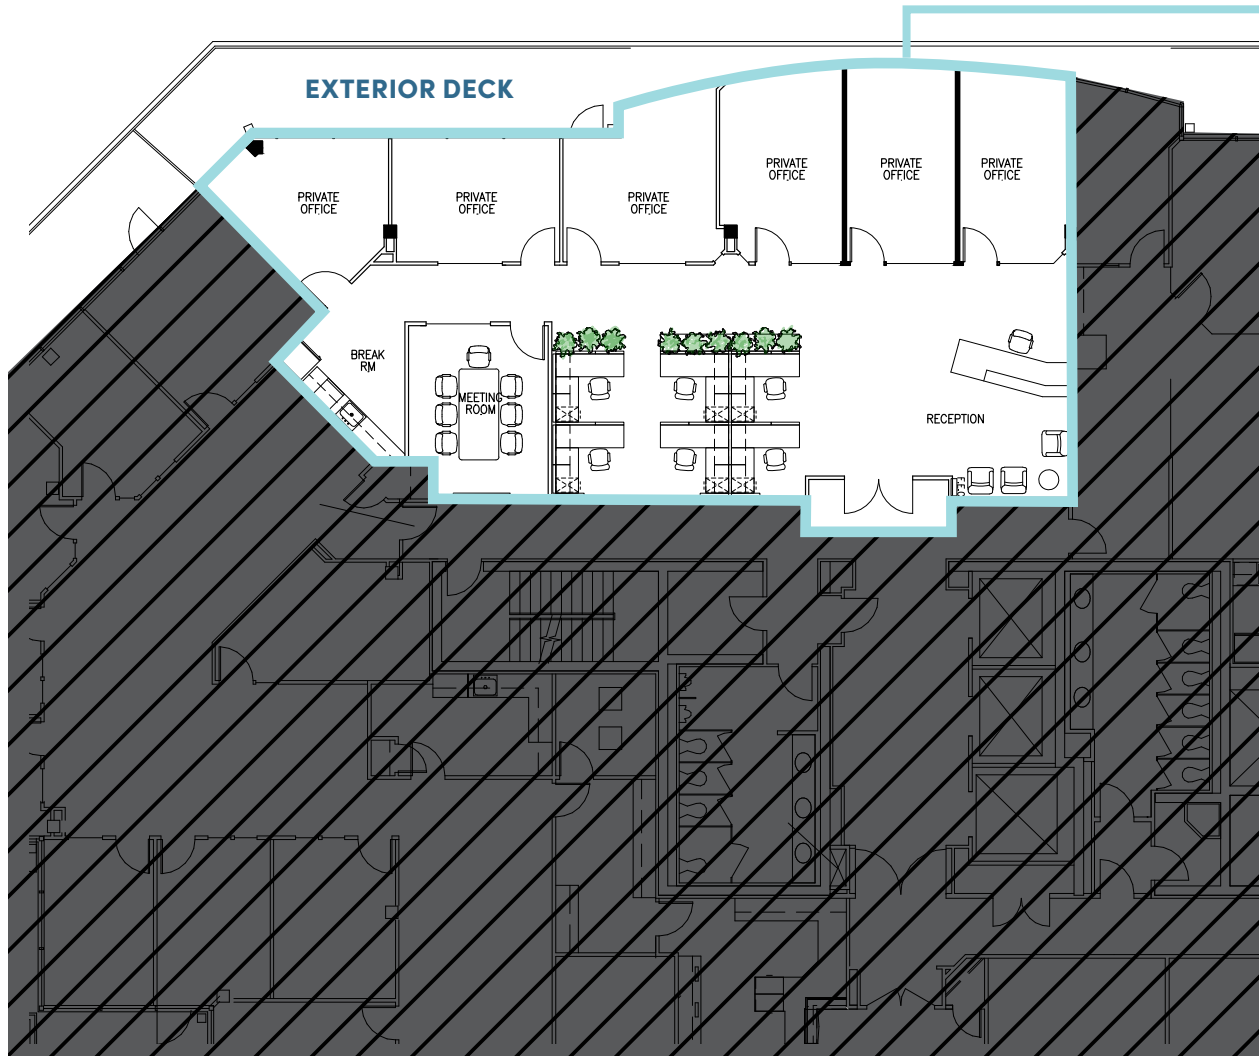 EXTERIOR DECK
PRIVATE
OFFICE
PRIVATE
OFFICE
PRIVATE
OFFICE
PRIVATE
OFFICE
PRIVATE
OFFICE
PRIVATE
OFFICE
BREAK
RM
MEETING
ROOM
RECEPTION
F.E.C.